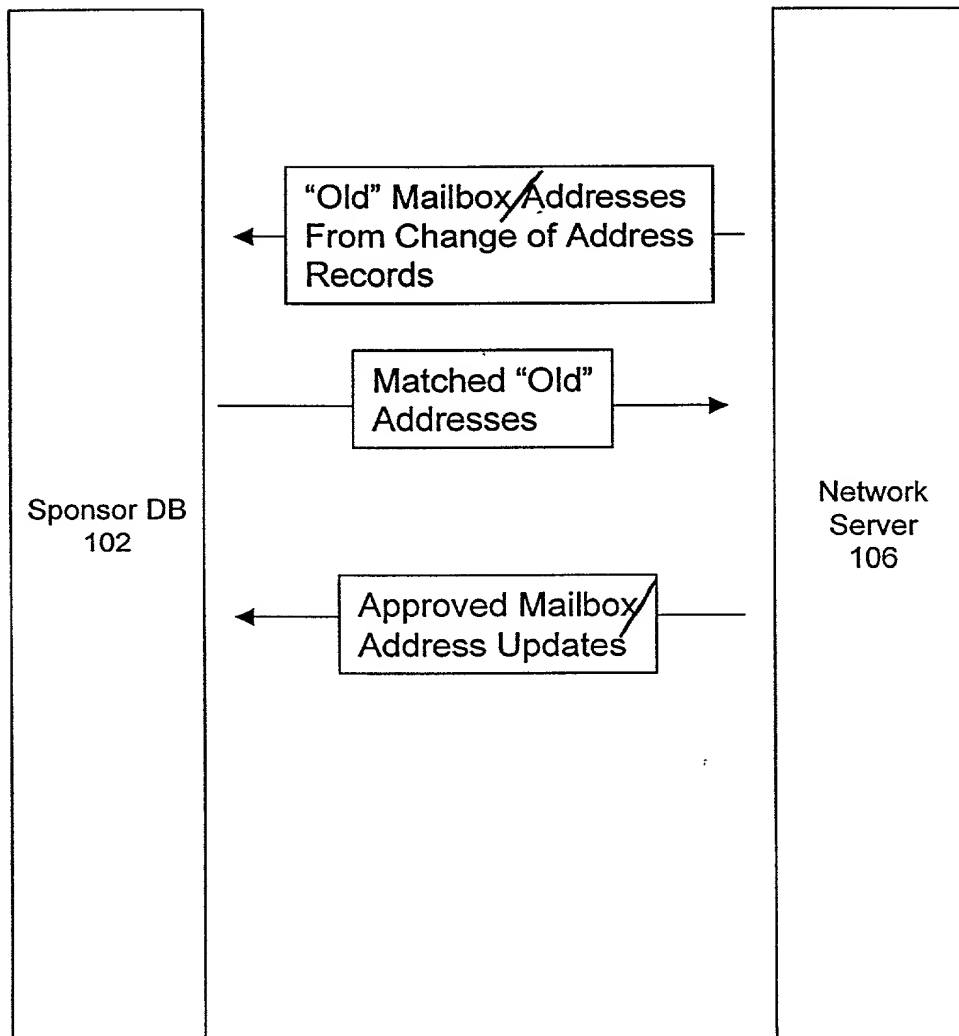 “Old” Mailbox/Addresses
From Change of Address
Records
Matched “Old”
Addresses
Sponsor DB
102
Network
Server
106
Approved Mailbox/
Address Updates